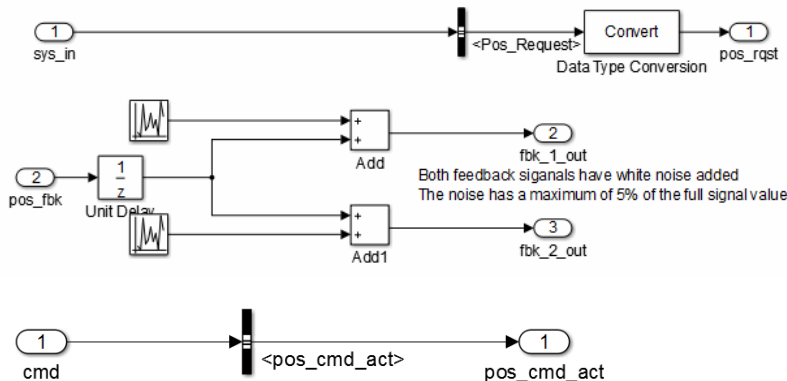 1
sys_in
<Pos_Request>
Convert
Data Type Conversion
1
pos_rqst
+
+
Add
2
fbk_1_out
Both feedback siganals have white noise added
The noise has a maximum of 5% of the full signal value
2
pos_fbk
1
z
Unit Delay
+
+
Add1
3
fbk_2_out
1
cmd
<pos_cmd_act>
1
pos_cmd_act